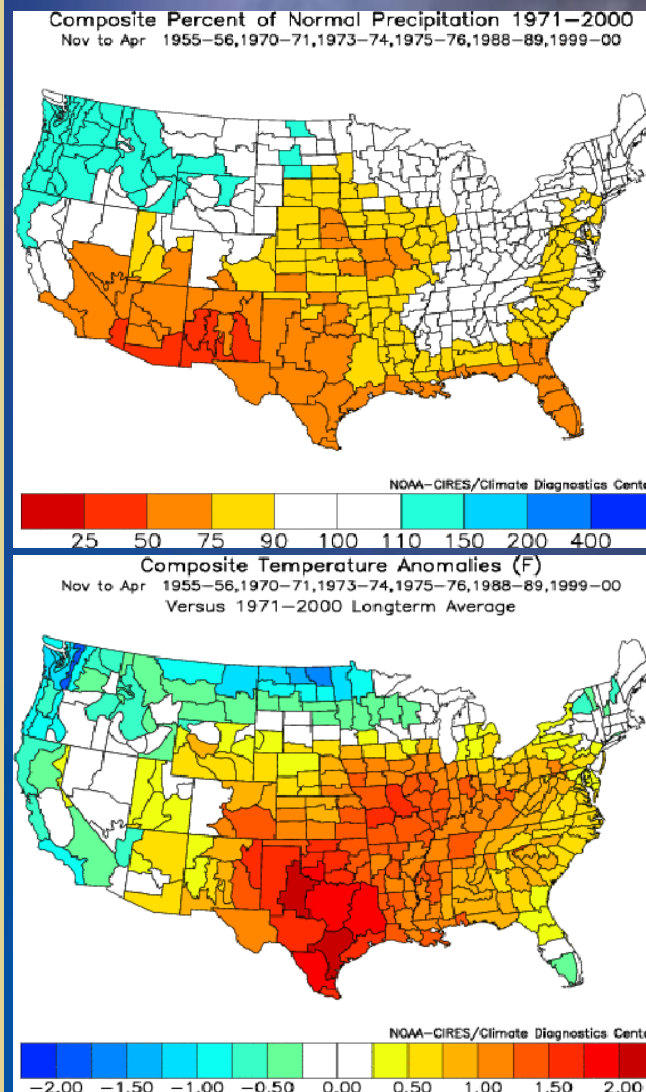 Composite Percent of Normal Precipitation 1971-2000
Nov to Apr 1955-56,1970-71,1973-74,1975-76,1988-89,1999-00
NOAA-CIRES/Climate Diagnostics Cente
25 50 75 90 100 110 150 200 400
Composite Temperature Anomalies (F)
Nov to Apr 1955-56,1970-71,1973-74,1975-76,1988-89,1999-00
Versus 1971-2000 Longterm Average
NOAA-CIRES/Climate Diagnostics Cente
-2.00 -1.50 -1.00 -0.50 0.00 0.50 1.00 1.50 2.00